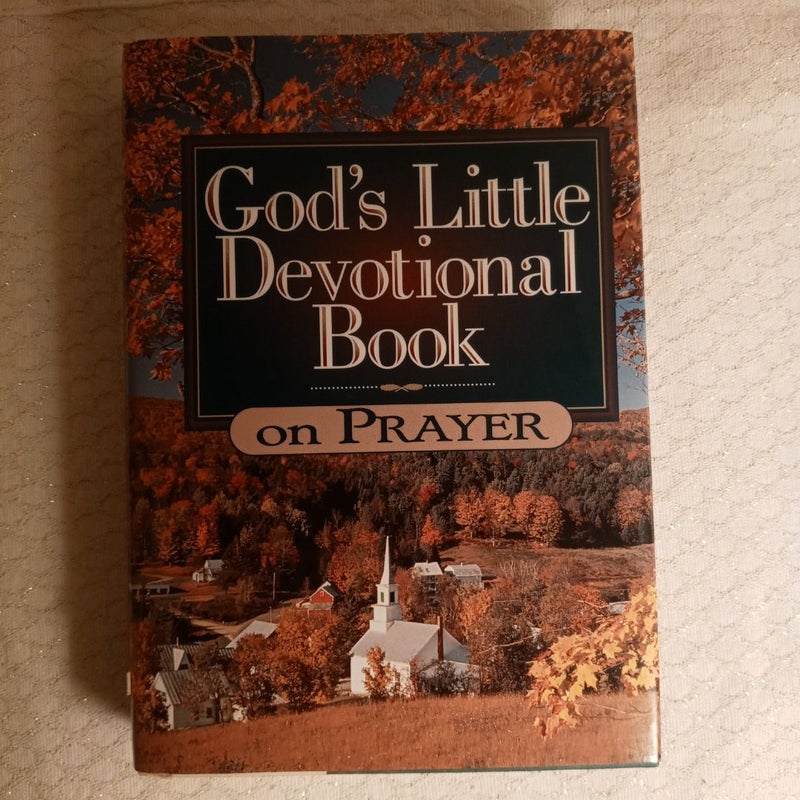 God's Little
Devotional
Book
on PRAYER